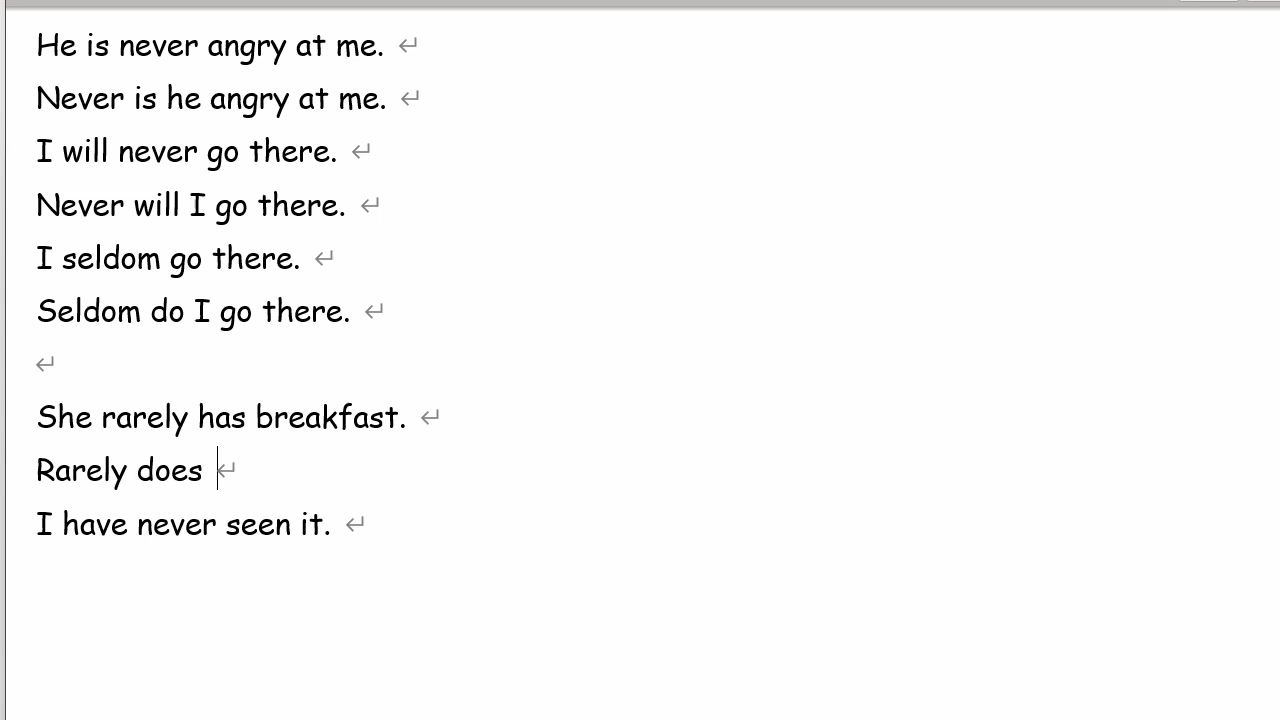 He is never angry at me.
Never is he angry at me.
I will never go there.
Never will I go there.
I seldom go there.
Seldom do I go there.
She rarely has breakfast.
Rarely does
I have never seen it.